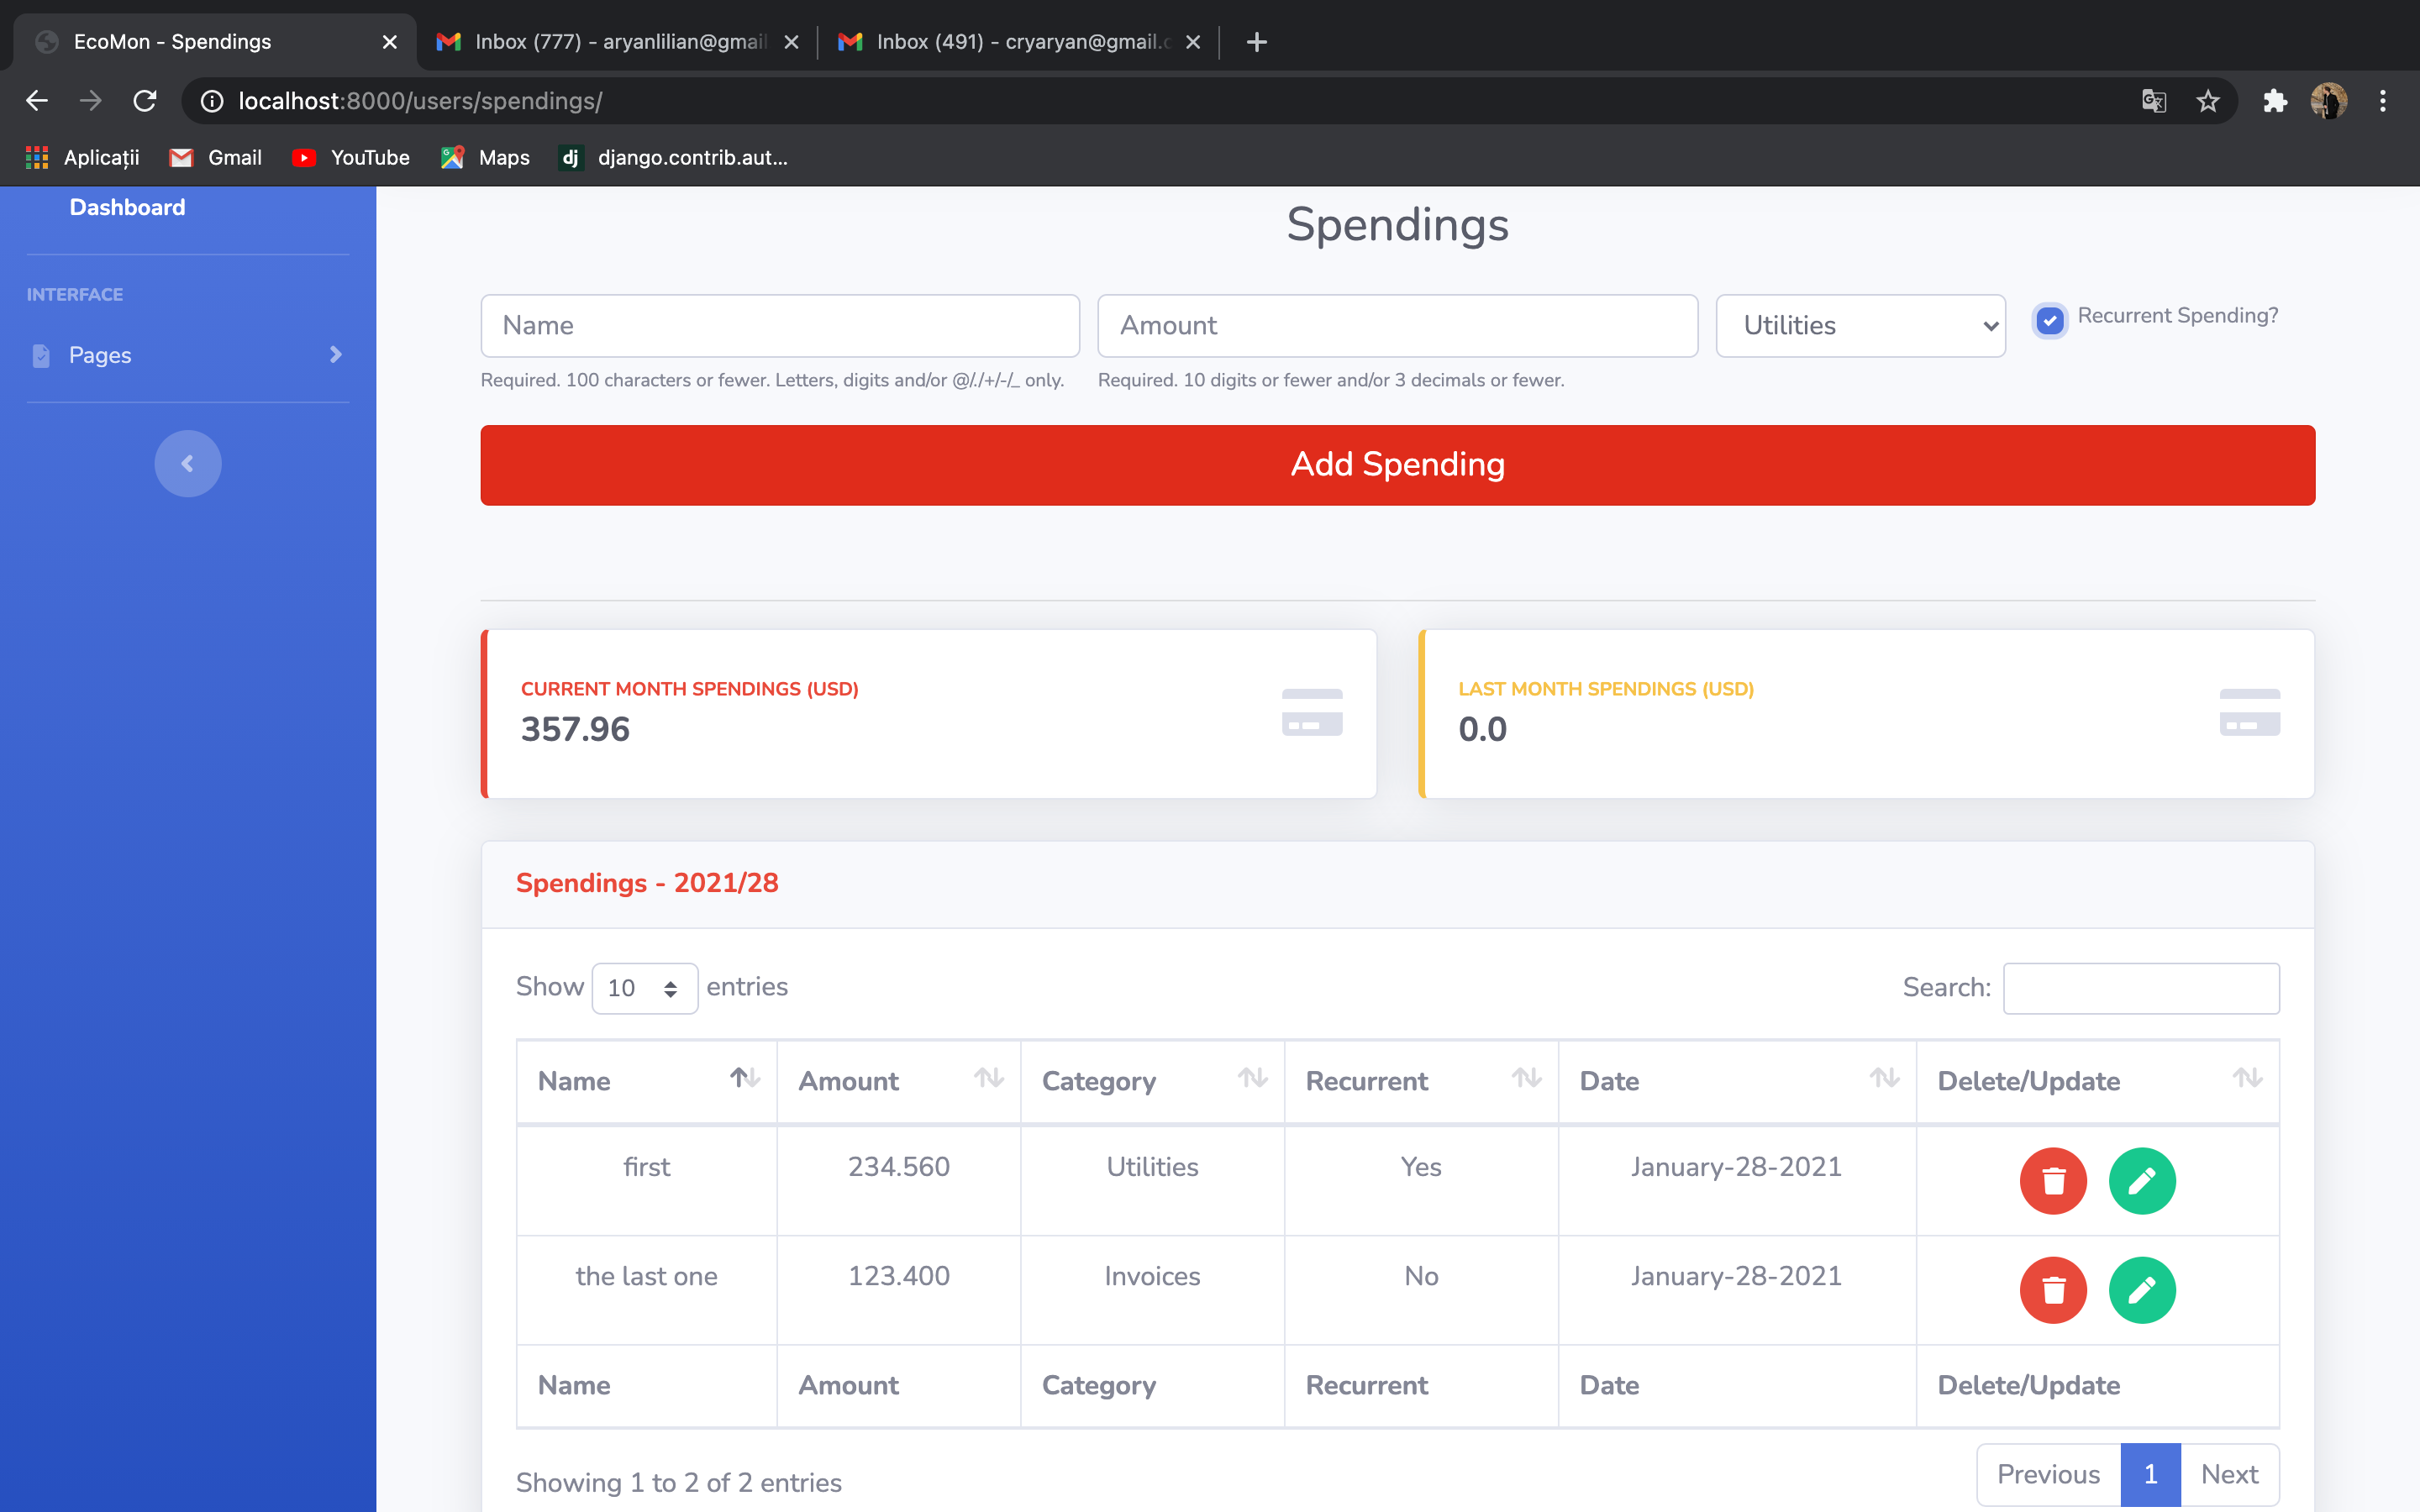 EcoMon - Spendings
Inbox (777) - aryanlilian@gmail
Inbox (491) - cryaryan@gmail.c
localhost:8000/users/spendings/
Aplicații
Gmail
YouTube
Maps
dj
django.contrib.aut...
Dashboard
INTERFACE
Pages
Spendings
Name
Amount
Utilities
Recurrent Spending?
Required. 100 characters or fewer. Letters, digits and/or @/./+/-/_ only.
Required. 10 digits or fewer and/or 3 decimals or fewer.
Add Spending
CURRENT MONTH SPENDINGS (USD)
357.96
LAST MONTH SPENDINGS (USD)
0.0
Spendings - 2021/28
Show 10 entries
Search:
Name Amount Category Recurrent Date Delete/Update
first 234.560 Utilities Yes January-28-2021
the last one 123.400 Invoices No January-28-2021
Name Amount Category Recurrent Date Delete/Update
Showing 1 to 2 of 2 entries
Previous 1 Next